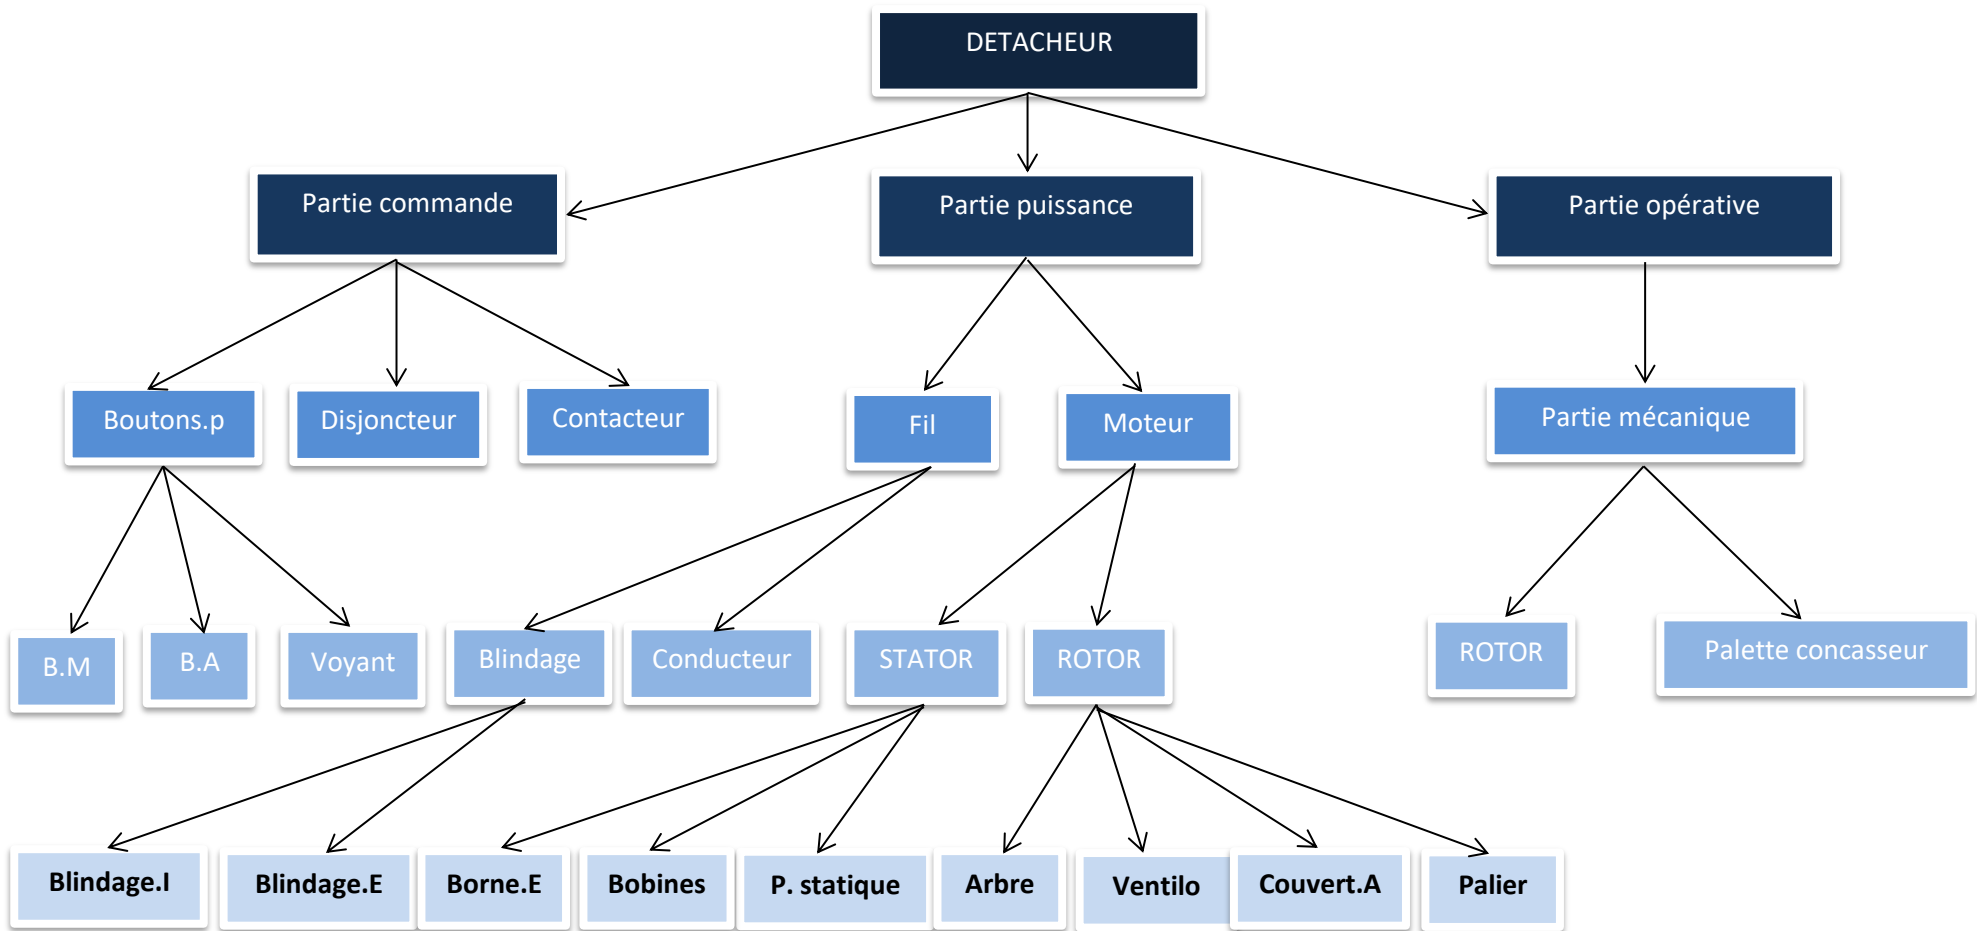 DETACHEUR
Partie commande
Partie puissance
Partie opérative
Boutons.p
Disjoncteur
Contacteur
Fil
Moteur
Partie mécanique
B.M
B.A
Voyant
Blindage
Conducteur
STATOR
ROTOR
ROTOR
Palette concasseur
Blindage.I
Blindage.E
Borne.E
Bobines
P. statique
Arbre
Ventilo
Couvert.A
Palier